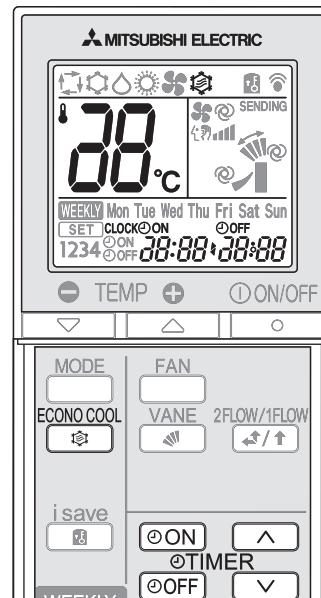 MITSUBISHI ELECTRIC
SENDING
88°C
WEEKLY Mon Tue Wed Thu Fri Sat Sun
SET CLOCK ON OFF
1234 ON OFF 88:88 88:88
TEMP ON/OFF
MODE FAN
ECONO COOL VANE 2FLOW/1FLOW
i save
ON
TIMER
OFF
WEEKLY